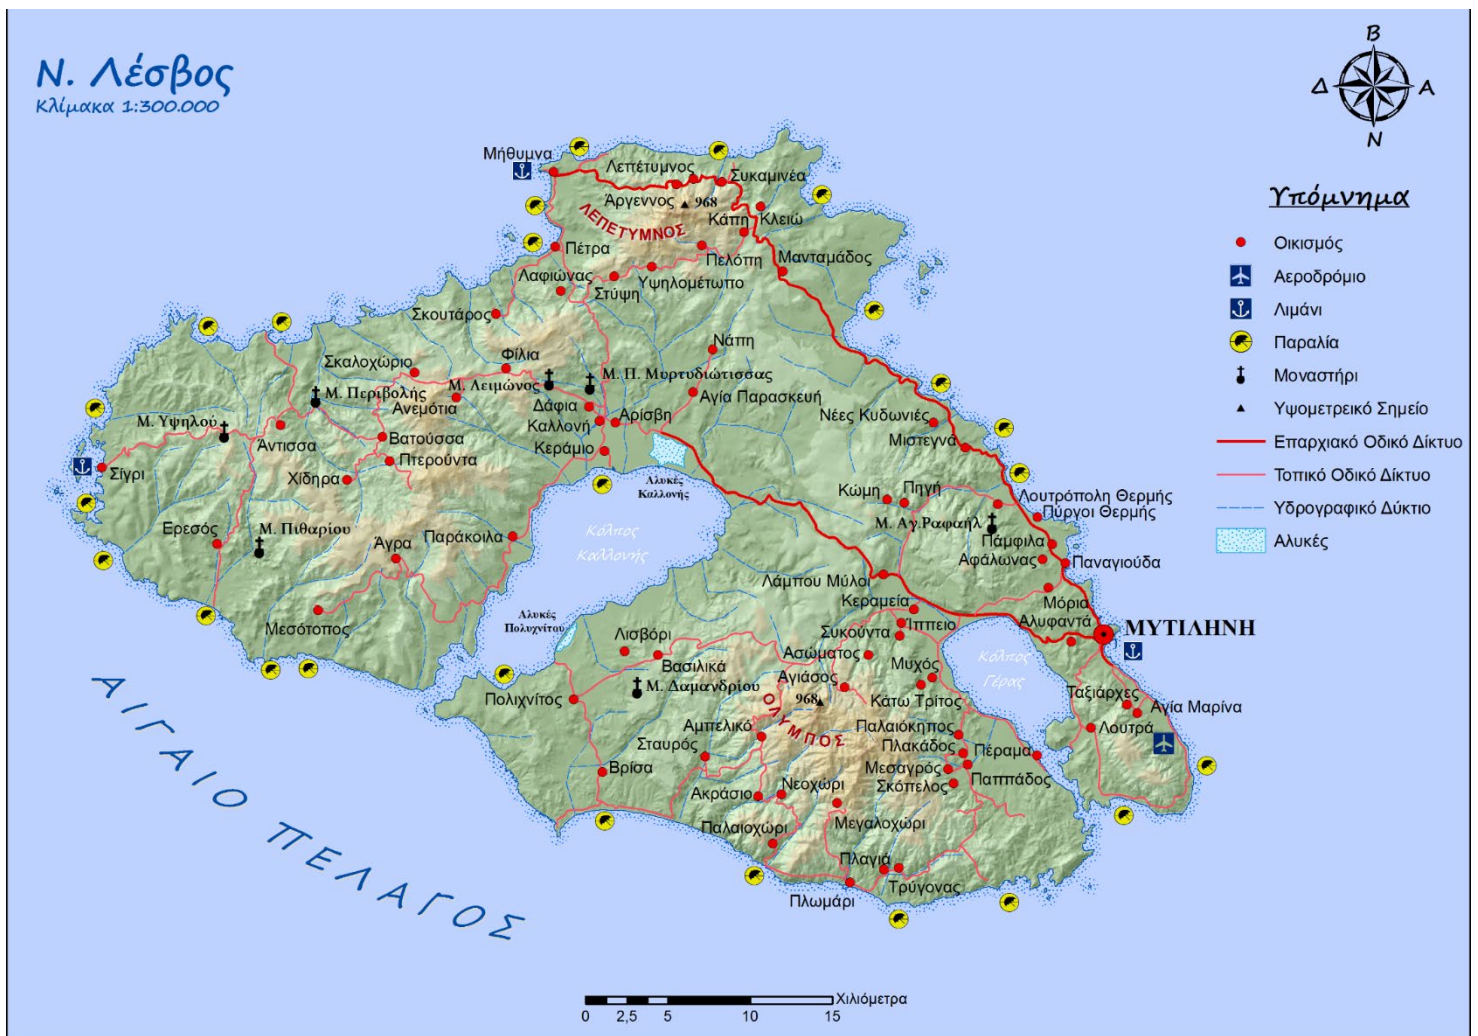 Ν. Λέσβος
Κλίμακα 1:300.000
Β
Δ
Α
Ν
Υπόμνημα
Οικισμός
Αεροδρόμιο
Λιμάνι
Παραλία
Μοναστήρι
Υψομετρεικό Σημείο
Επαρχιακό Οδικό Δίκτυο
Τοπικό Οδικό Δίκτυο
Υδρογραφικό Δύκτιο
Αλυκές
Μήθυμνα
Λεπέτυμνος
Συκαμινέα
Άργεννος
968
ΛΕΠΕΤΥΜΝΟΣ
Κάπη
Κλειώ
Πέτρα
Πελόπη
Μανταμάδος
Λαφιώνας
Στύψη
Υψηλομέτωπο
Σκουτάρος
Νάπη
Φίλια
Σκαλοχώριο
Μ. Λειμώνος
Μ. Π. Μυρτυδιώτισσας
Μ. Περιβολής
Ανεμότια
Δάφια
Αγία Παρασκευή
Καλλονή
Αρίσβη
Νέες Κυδωνιές
Μ. Υψηλού
Άντισσα
Βατούσσα
Κεράμιο
Μιστεγνά
Σίγρι
Πτερούντα
Χίδηρα
Αλυκές
Καλλονής
Κώμη
Πηγή
Λουτρόπολη Θερμής
Πύργοι Θερμής
Μ. Αγ.Ραφαήλ
Ερεσός
Μ. Πιθαρίου
Άγρα
Παράκοιλα
Κόλπος
Καλλονής
Πάμφιλα
Αφάλωνας
Παναγιούδα
Λάμπου Μύλοι
Μόρια
Κεραμεία
Μεσότοπος
Αλυκές
Πολυχνίτου
Ίππειο
Αλυφαντά
ΜΥΤΙΛΗΝΗ
Συκούντα
Λισβόρι
Βασιλικά
Ασώματος
Μυχός
Κόλπος
Γέρας
Πολιχνίτος
Μ. Δαμανδρίου
Αγιάσος
Κάτω Τρίτος
968
ΟΛΥΜΠΟΣ
Ταξιάρχες
Αγία Μαρίνα
Λουτρά
Αμπελικό
Παλαιόκηπος
Σταυρός
Πλακάδος
Πέραμα
Βρίσα
Μεσαγρός
Παππάδος
Σκόπελος
Ακράσιο
Νεοχώρι
Μεγαλοχώρι
Παλαιοχώρι
Πλαγιά
Τρύγονας
Πλωμάρι
ΑΙΓΑΙΟ ΠΕΛΑΓΟΣ
Χιλιόμετρα
0 2,5 5 10 15